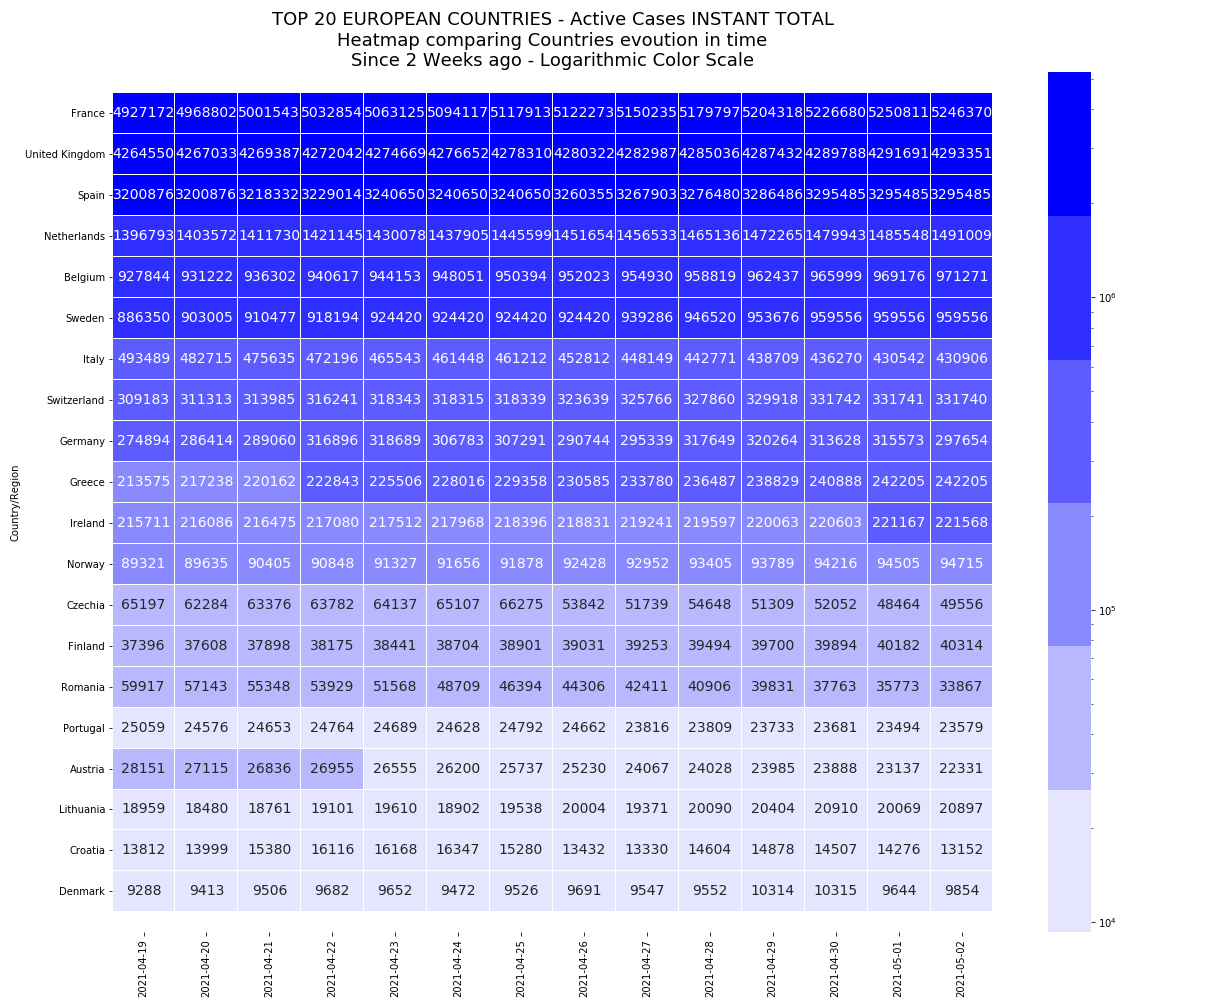 TOP 20 EUROPEAN COUNTRIES - Active Cases INSTANT TOTAL
Heatmap comparing Countries evoution in time
Since 2 Weeks ago - Logarithmic Color Scale
Country/Region
France 4927172 4968802 5001543 5032854 5063125 5094117 5117913 5122273 5150235 5179797 5204318 5226680 5250811 5246370
United Kingdom 4264550 4267033 4269387 4272042 4274669 4276652 4278310 4280322 4282987 4285036 4287432 4289788 4291691 4293351
Spain 3200876 3200876 3218332 3229014 3240650 3240650 3240650 3260355 3267903 3276480 3286486 3295485 3295485 3295485
Netherlands 1396793 1403572 1411730 1421145 1430078 1437905 1445599 1451654 1456533 1465136 1472265 1479943 1485548 1491009
Belgium 927844 931222 936302 940617 944153 948051 950394 952023 954930 958819 962437 965999 969176 971271
Sweden 886350 903005 910477 918194 924420 924420 924420 924420 939286 946520 953676 959556 959556 959556
Italy 493489 482715 475635 472196 465543 461448 461212 452812 448149 442771 438709 436270 430542 430906
Switzerland 309183 311313 313985 316241 318343 318315 318339 323639 325766 327860 329918 331742 331741 331740
Germany 274894 286414 289060 316896 318689 306783 307291 290744 295339 317649 320264 313628 315573 297654
Greece 213575 217238 220162 222843 225506 228016 229358 230585 233780 236487 238829 240888 242205 242205
Ireland 215711 216086 216475 217080 217512 217968 218396 218831 219241 219597 220063 220603 221167 221568
Norway 89321 89635 90405 90848 91327 91656 91878 92428 92952 93405 93789 94216 94505 94715
Czechia 65197 62284 63376 63782 64137 65107 66275 53842 51739 54648 51309 52052 48464 49556
Finland 37396 37608 37898 38175 38441 38704 38901 39031 39253 39494 39700 39894 40182 40314
Romania 59917 57143 55348 53929 51568 48709 46394 44306 42411 40906 39831 37763 35773 33867
Portugal 25059 24576 24653 24764 24689 24628 24792 24662 23816 23809 23733 23681 23494 23579
Austria 28151 27115 26836 26955 26555 26200 25737 25230 24067 24028 23985 23888 23137 22331
Lithuania 18959 18480 18761 19101 19610 18902 19538 20004 19371 20090 20404 20910 20069 20897
Croatia 13812 13999 15380 16116 16168 16347 15280 13432 13330 14604 14878 14507 14276 13152
Denmark 9288 9413 9506 9682 9652 9472 9526 9691 9547 9552 10314 10315 9644 9854
2021-04-19 2021-04-20 2021-04-21 2021-04-22 2021-04-23 2021-04-24 2021-04-25 2021-04-26 2021-04-27 2021-04-28 2021-04-29 2021-04-30 2021-05-01 2021-05-02
10⁶
10⁵
10⁴